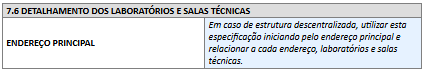 7.6 DETALHAMENTO DOS LABORATÓRIOS E SALAS TÉCNICAS
ENDEREÇO PRINCIPAL
Em caso de estrutura descentralizada, utilizar esta
especificação iniciando pelo endereço principal e
relacionar a cada endereço, laboratórios e salas
técnicas.